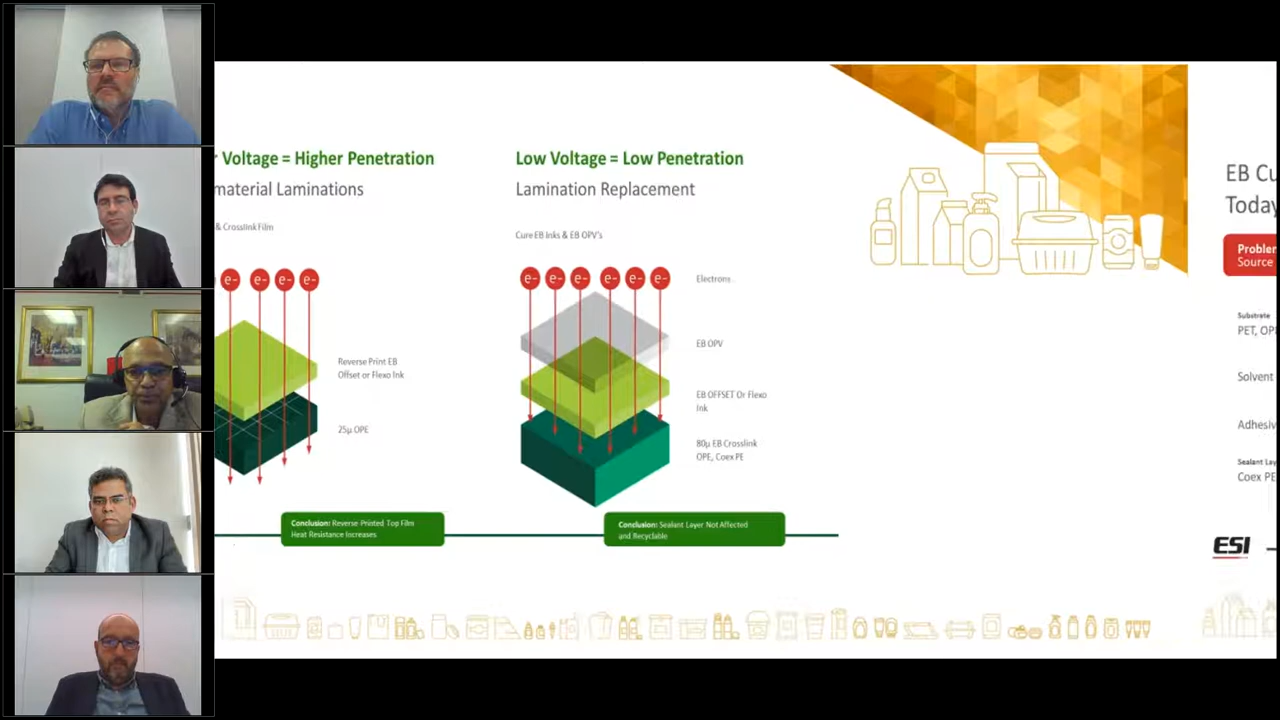 r Voltage = Higher Penetration
material Laminations
& Crosslink Film
e- e- e- e-
Reverse Print EB
Offset or Flexo Ink
25µ OPE
Conclusion: Reverse-Printed Top Film
Heat Resistance Increases
Low Voltage = Low Penetration
Lamination Replacement
Cure EB Inks & EB OPV's
e- e- e- e- e- e-
Electrons
EB OPV
EB OFFSET Or Flexo
Ink
80µ EB Crosslink
OPE, Coex PE
Conclusion: Sealant Layer Not Affected
and Recyclable
EB Cu
Today
Problem
Source
Substrate
PET, OP
Solvent
Adhesiv
Sealant Lay
Coex PE
ESI